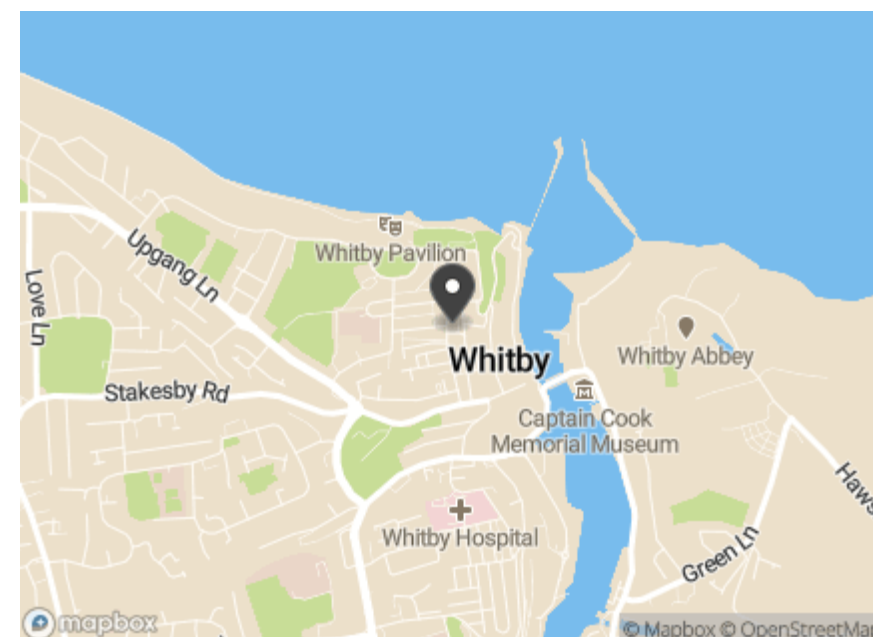 Whitby Pavilion
Upgang Ln
Love Ln
Whitby
Whitby Abbey
Stakesby Rd
Captain Cook
Memorial Museum
Haws
Whitby Hospital
Green Ln
mapbox
© Mapbox © OpenStreetMap